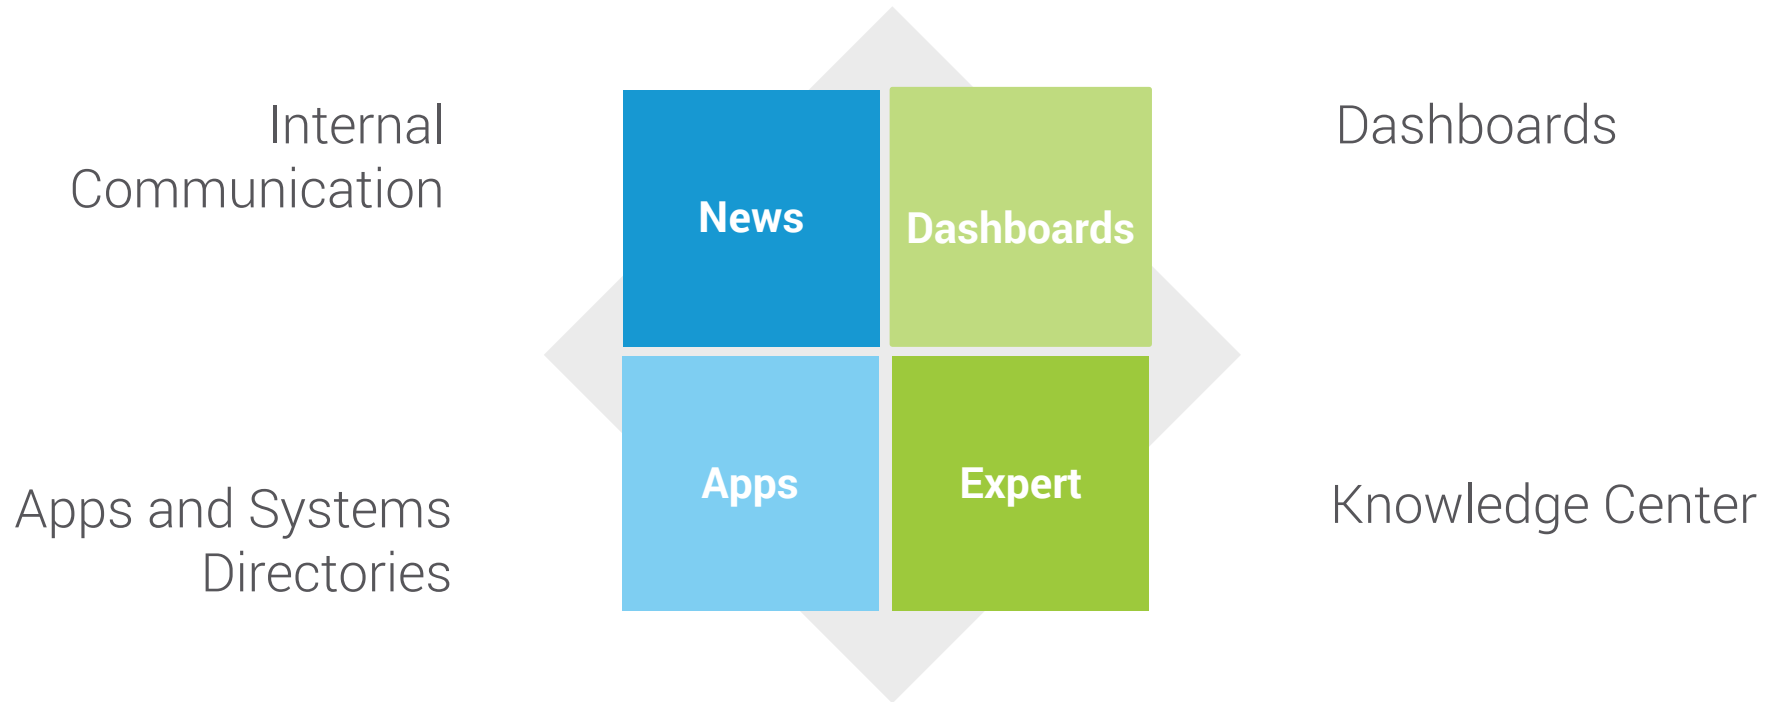 Internal
Communication
News
Dashboards
Dashboards
Apps and Systems
Directories
Apps
Expert
Knowledge Center